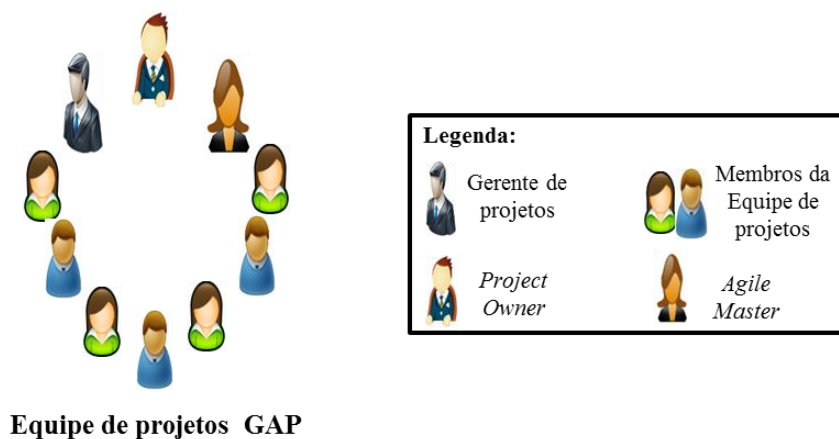 Legenda:
Gerente de
projetos
Membros da
Equipe de
projetos
Project
Owner
Agile
Master
Equipe de projetos GAP